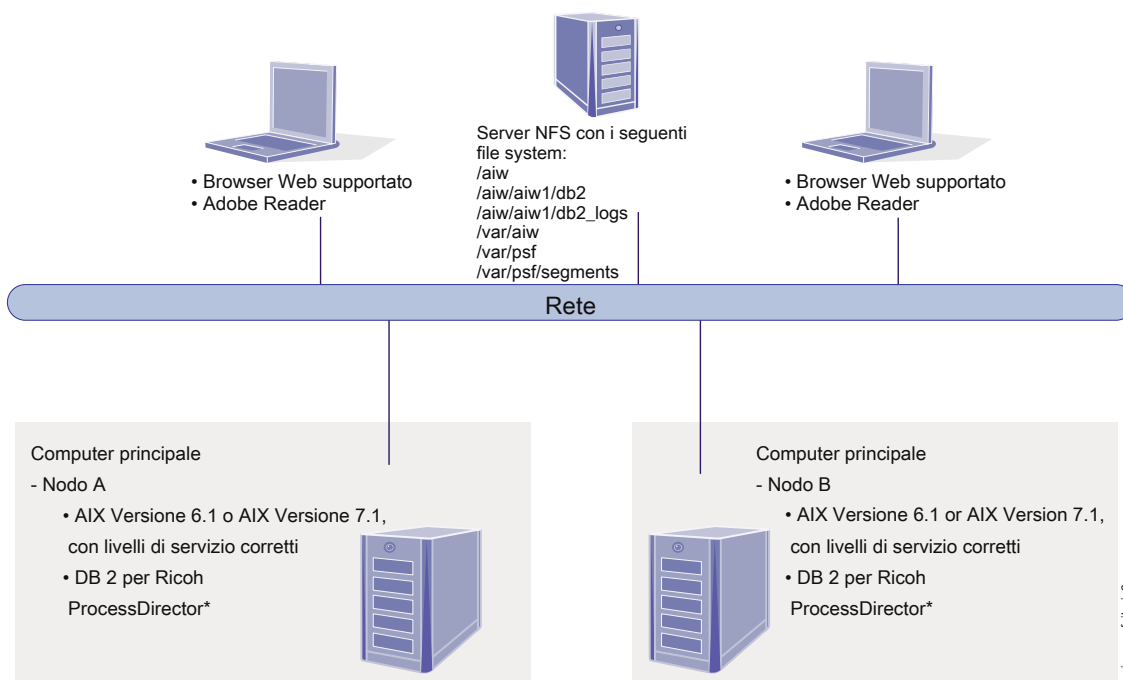 Server NFS con i seguenti
file system:
/aiw
/aiw/aiw1/db2
/aiw/aiw1/db2_logs
/var/aiw
/var/psf
/var/psf/segments
• Browser Web supportato
• Adobe Reader
• Browser Web supportato
• Adobe Reader
Rete
Computer principale
- Nodo A
• AIX Versione 6.1 o AIX Versione 7.1,
con livelli di servizio corretti
• DB 2 per Ricoh
ProcessDirector*
Computer principale
- Nodo B
• AIX Versione 6.1 or AIX Version 7.1,
con livelli di servizio corretti
• DB 2 per Ricoh
ProcessDirector*